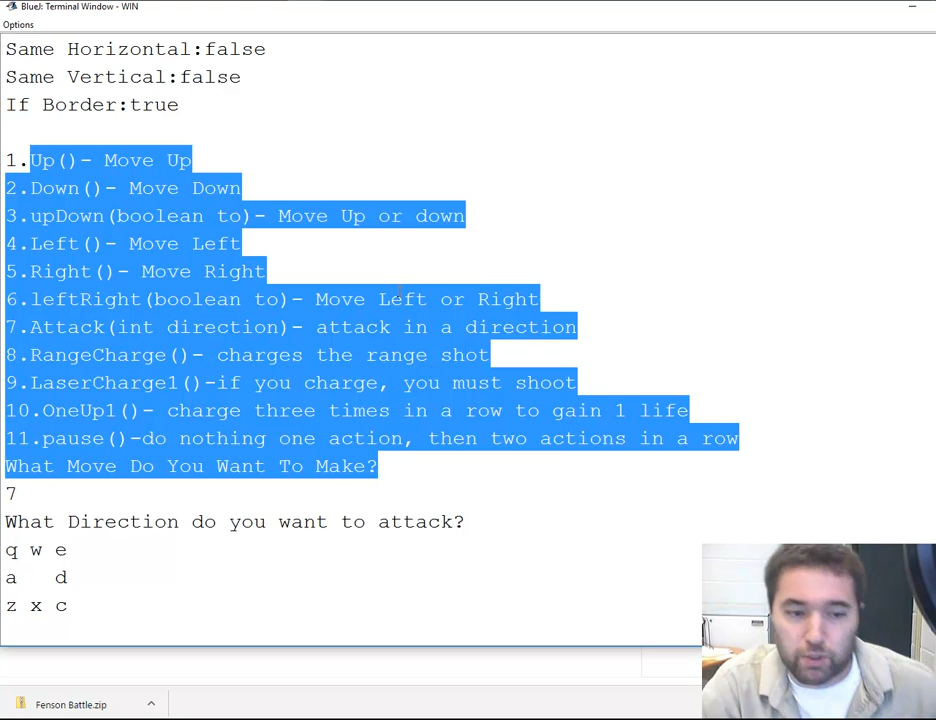 BlueJ: Terminal Window - WIN
Options
Same Horizontal:false
Same Vertical:false
If Border:true
1.Up()- Move Up
2.Down()- Move Down
3.upDown(boolean to)- Move Up or down
4.Left()- Move Left
5.Right()- Move Right
6.leftRight(boolean to)- Move Left or Right
7.Attack(int direction)- attack in a direction
8.RangeCharge()- charges the range shot
9.LaserCharge1()-if you charge, you must shoot
10.OneUp1()- charge three times in a row to gain 1 life
11.pause()-do nothing one action, then two actions in a row
What Move Do You Want To Make?
7
What Direction do you want to attack?
q w e
a   d
z x c
Fenson Battle.zip